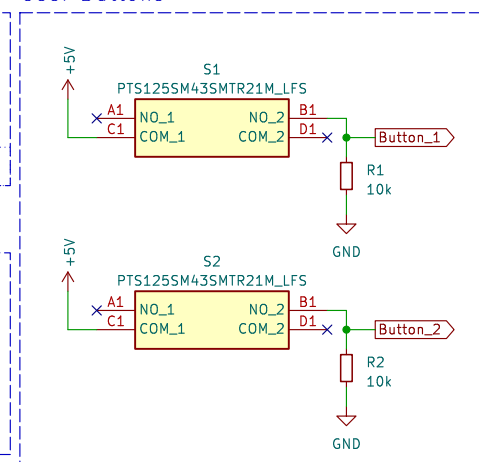 +5V
S1
PTS125SM43SMTR21M_LFS
A1 NO_1 NO_2 B1
C1 COM_1 COM_2 D1
Button_1
R1
10k
GND
+5V
S2
PTS125SM43SMTR21M_LFS
A1 NO_1 NO_2 B1
C1 COM_1 COM_2 D1
Button_2
R2
10k
GND